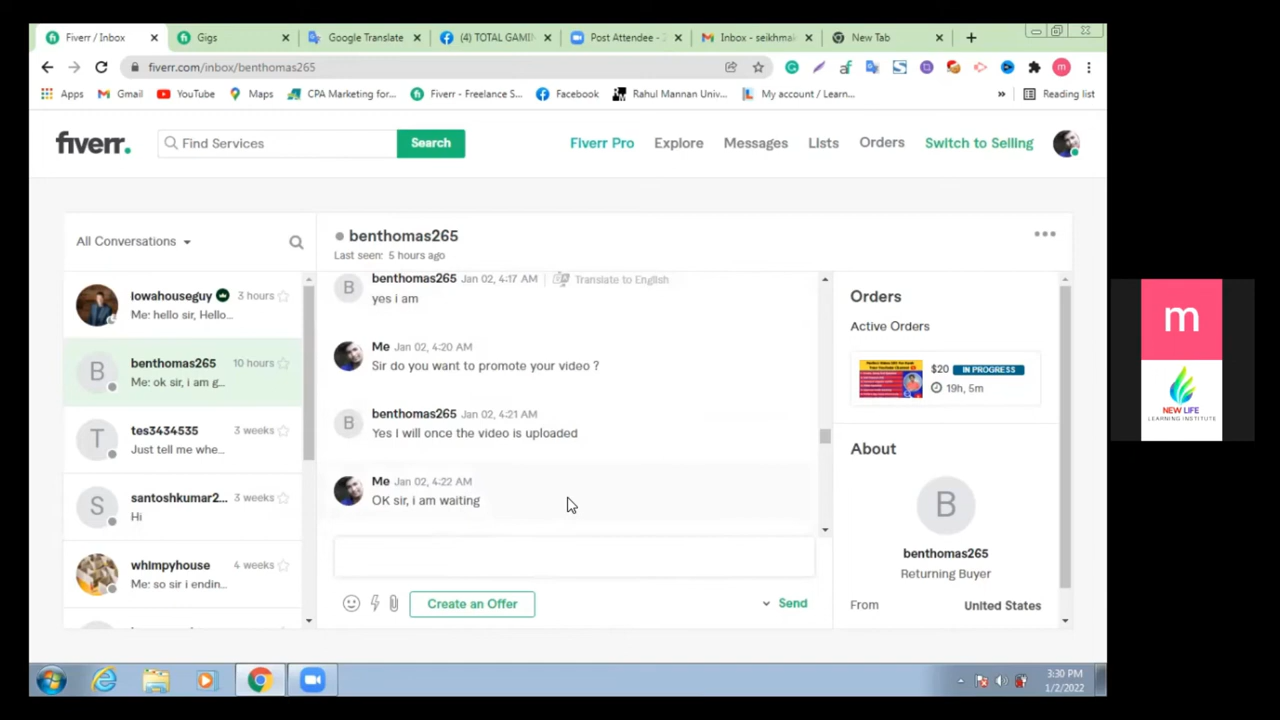 Fiverr / Inbox
Gigs
Google Translate
(4) TOTAL GAMIN
Post Attendee -
Inbox - seikhmai
New Tab
fiverr.com/inbox/benthomas265
Apps
Gmail
YouTube
Maps
CPA Marketing for...
Fiverr - Freelance S...
Facebook
Rahul Mannan Univ...
My account / Learn...
»
Reading list
fiverr.
Find Services
Search
Fiverr Pro
Explore
Messages
Lists
Orders
Switch to Selling
All Conversations
benthomas265
Last seen: 5 hours ago
Iowahouseguy
3 hours
Me: hello sir, Hello...
B
benthomas265
10 hours
Me: ok sir, i am g...
T
tes3434535
3 weeks
Just tell me whe...
S
santoshkumar2...
3 weeks
Hi
whimpyhouse
4 weeks
Me: so sir i endin...
B
benthomas265 Jan 02, 4:17 AM
Translate to English
yes i am
Me Jan 02, 4:20 AM
Sir do you want to promote your video ?
B
benthomas265 Jan 02, 4:21 AM
Yes I will once the video is uploaded
Me Jan 02, 4:22 AM
OK sir, i am waiting
Create an Offer
Send
Orders
Active Orders
$20 IN PROGRESS
19h, 5m
About
B
benthomas265
Returning Buyer
From
United States
3:30 PM
1/2/2022
m
m
NEW LIFE
LEARNING INSTITUTE